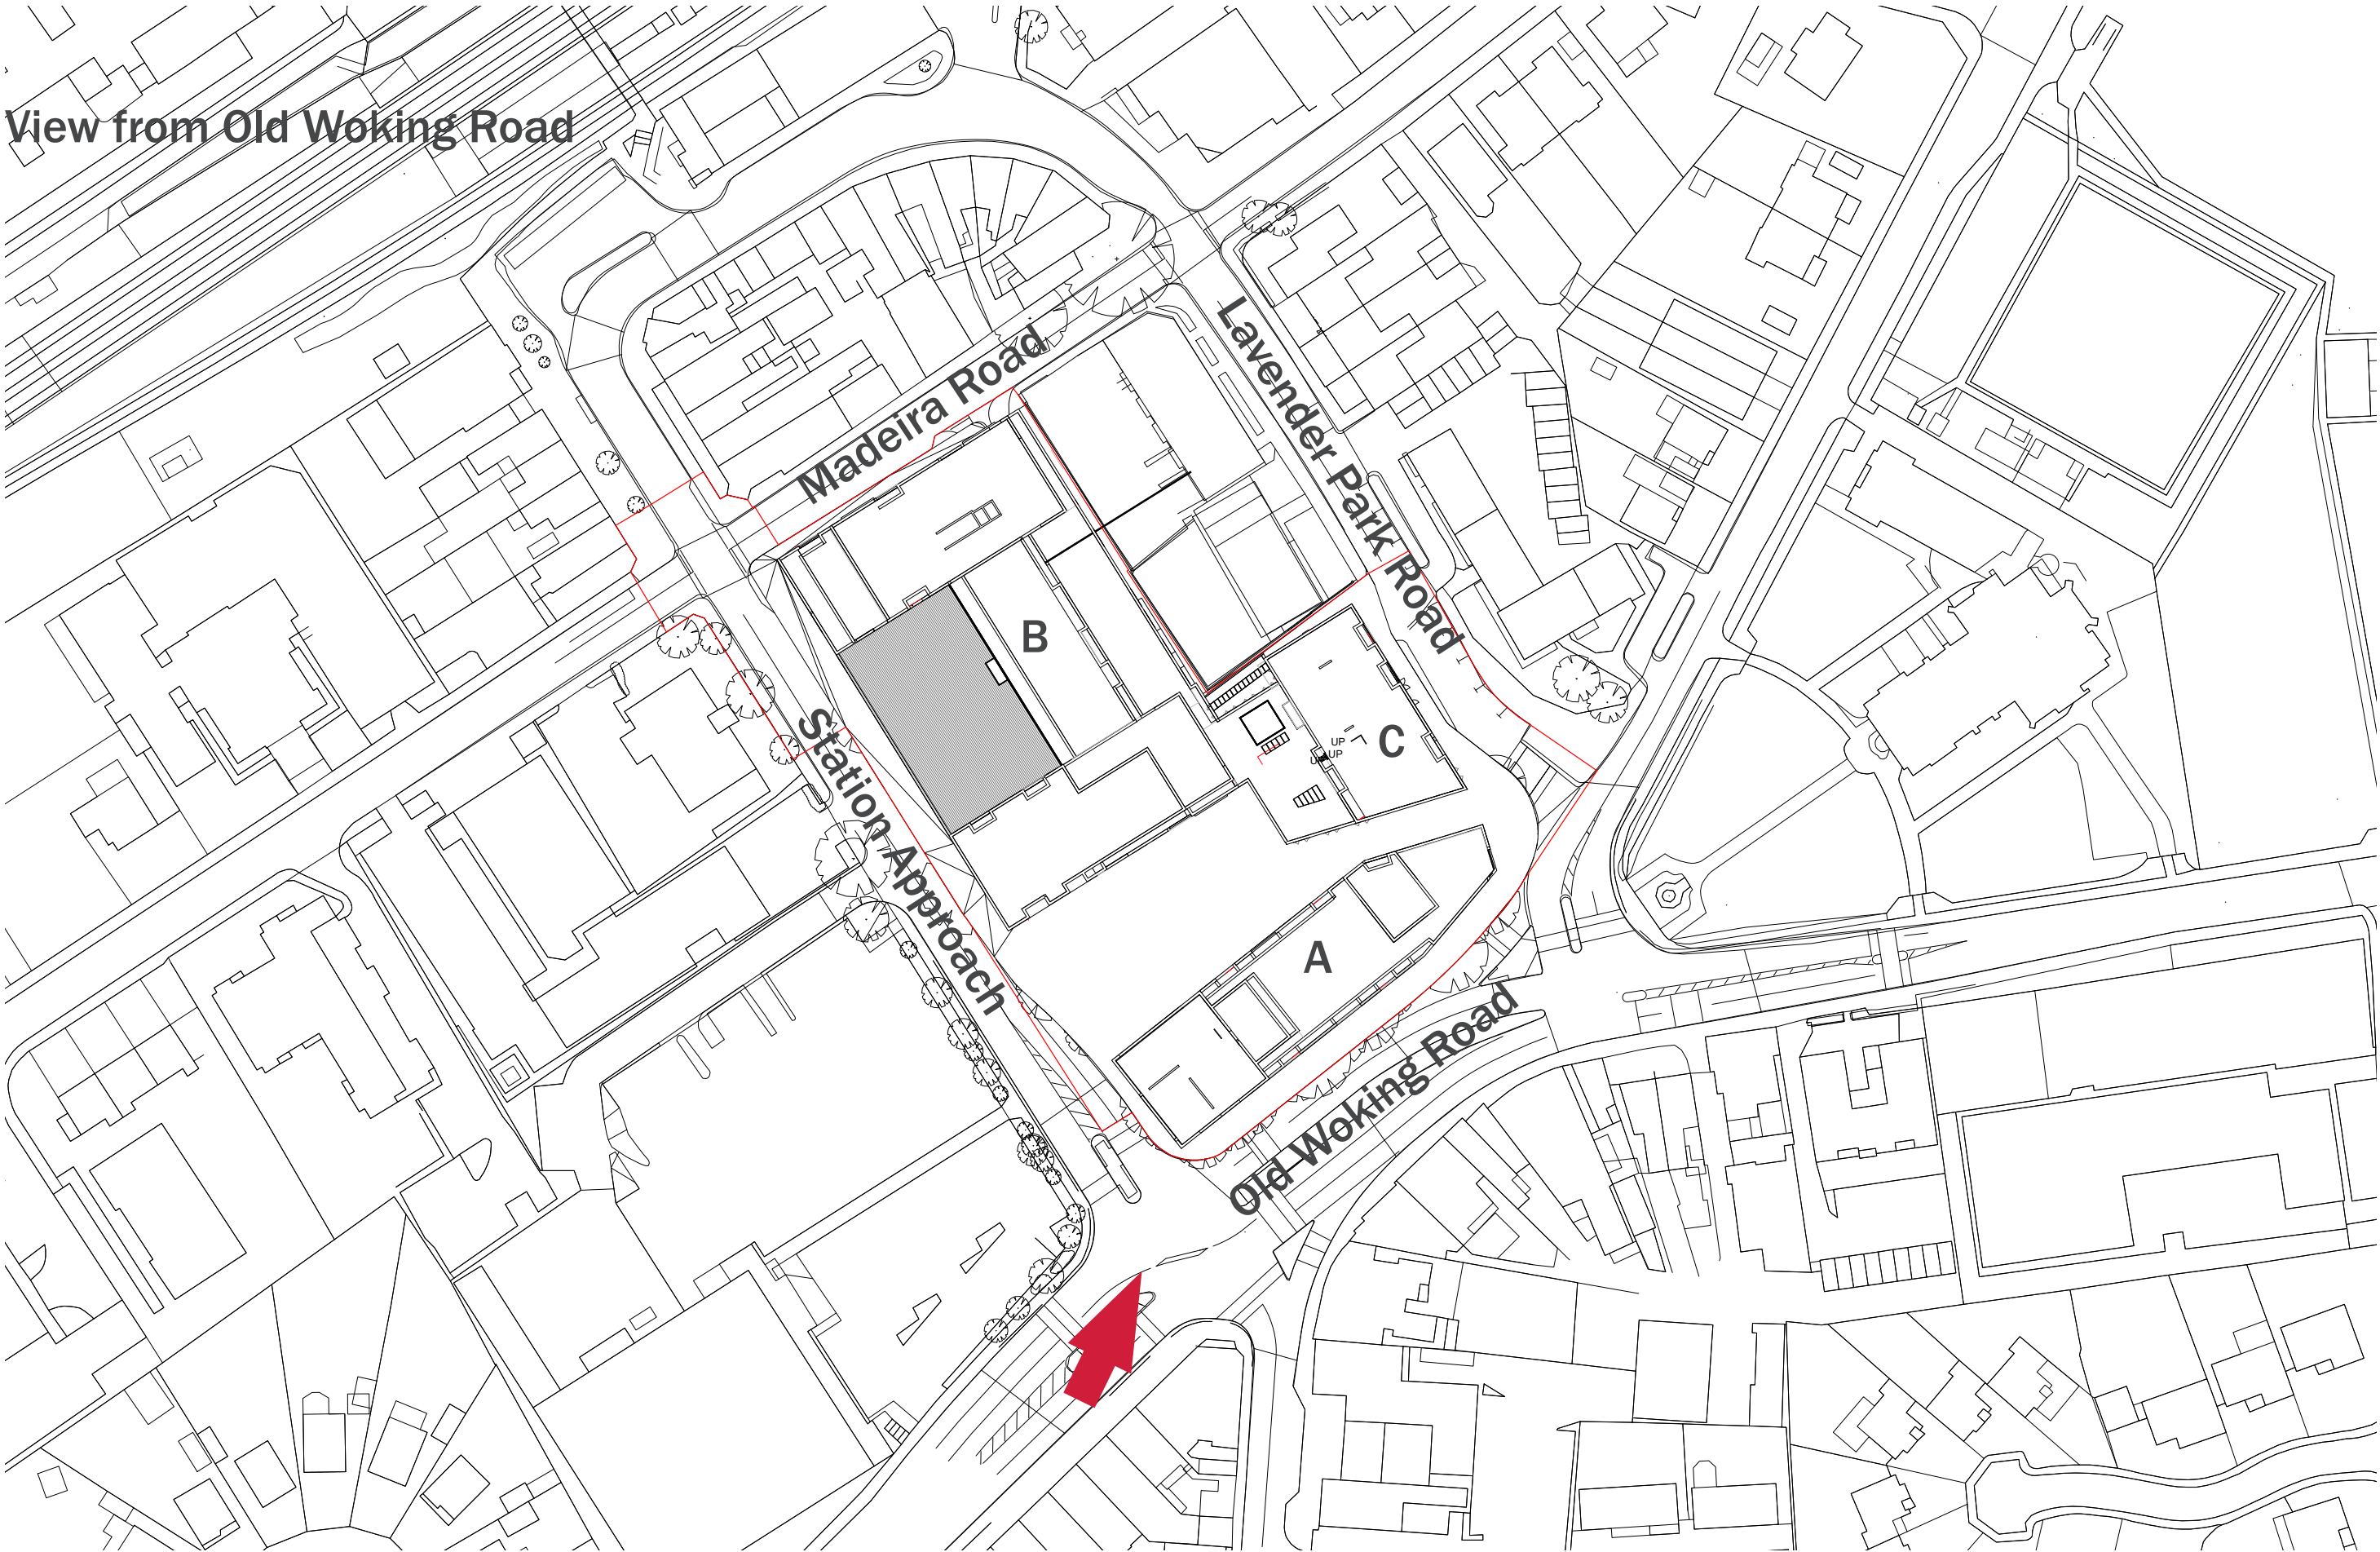 View from Old Woking Road
Madeira Road
Lavender Park Road
B
C
UP
UP
Station Approach
A
Old Woking Road